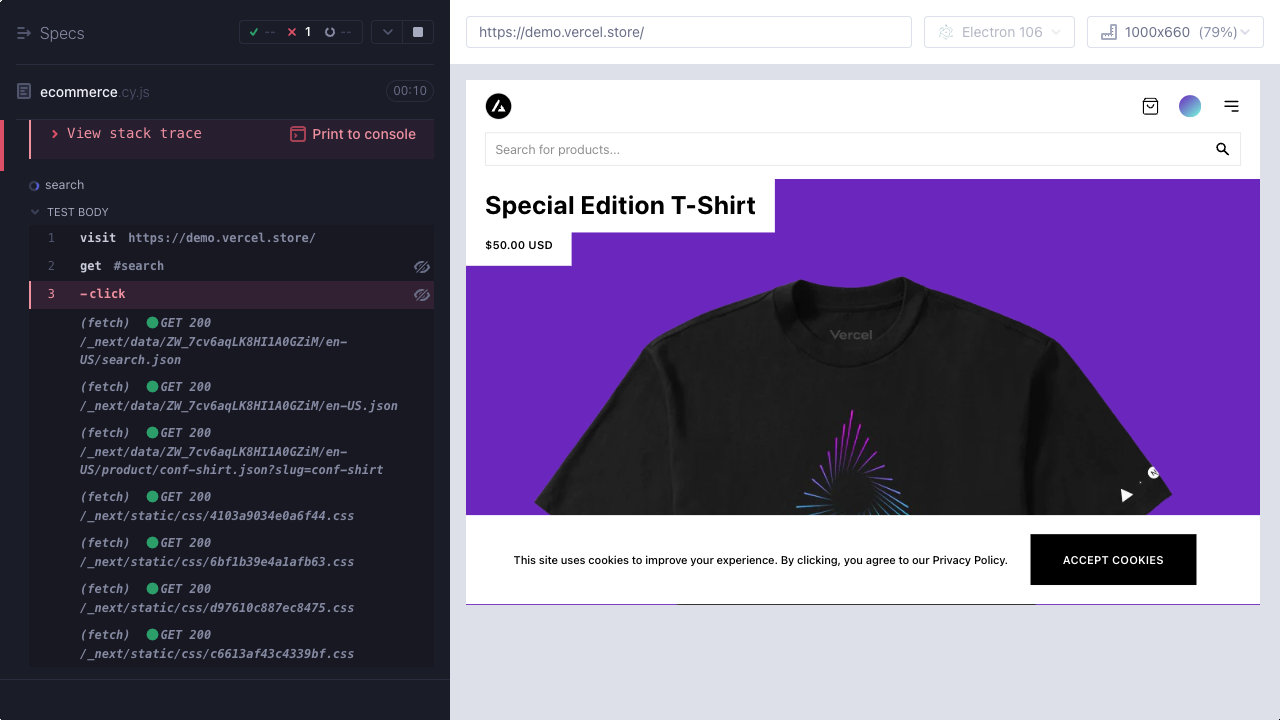 Specs
--
1
--
ecommerce.cy.js
00:10
View stack trace
Print to console
search
TEST BODY
1 visit https://demo.vercel.store/
2 get #search
3 -click
(fetch) GET 200
/_next/data/ZW_7cv6aqLK8HI1A0GZiM/en-
US/search.json
(fetch) GET 200
/_next/data/ZW_7cv6aqLK8HI1A0GZiM/en-US.json
(fetch) GET 200
/_next/data/ZW_7cv6aqLK8HI1A0GZiM/en-
US/product/conf-shirt.json?slug=conf-shirt
(fetch) GET 200
/_next/static/css/4103a9034e0a6f44.css
(fetch) GET 200
/_next/static/css/6bf1b39e4a1afb63.css
(fetch) GET 200
/_next/static/css/d97610c887ec8475.css
(fetch) GET 200
/_next/static/css/c6613af43c4339bf.css
https://demo.vercel.store/
Electron 106
1000x660 (79%)
Search for products...
Special Edition T-Shirt
$50.00 USD
Vercel
N
This site uses cookies to improve your experience. By clicking, you agree to our Privacy Policy.
ACCEPT COOKIES